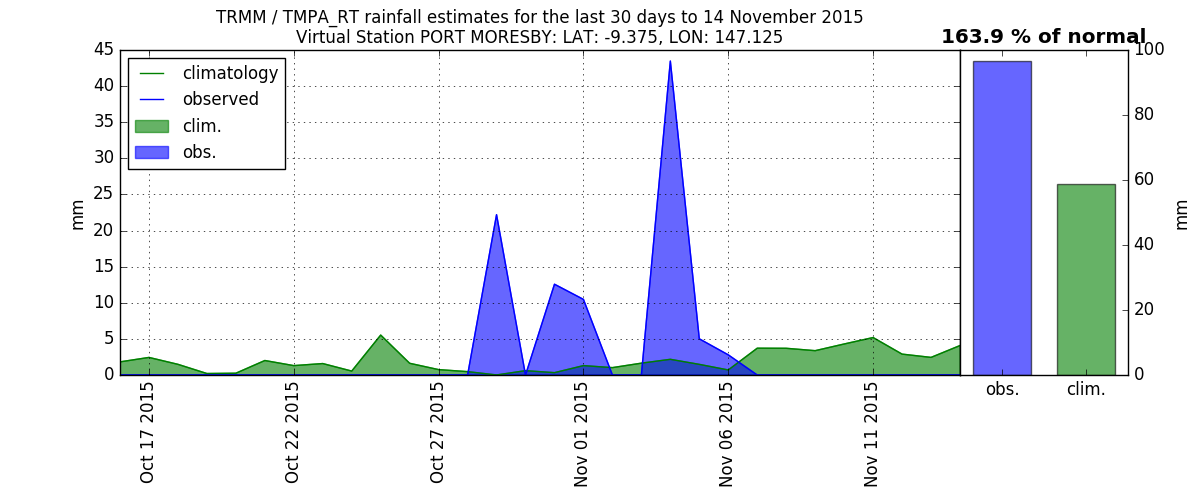 TRMM / TMPA_RT rainfall estimates for the last 30 days to 14 November 2015
Virtual Station PORT MORESBY: LAT: -9.375, LON: 147.125
163.9 % of normal
climatology
observed
clim.
obs.
45
40
35
30
25
20
15
10
5
0
mm
Oct 17 2015
Oct 22 2015
Oct 27 2015
Nov 01 2015
Nov 06 2015
Nov 11 2015
100
80
60
40
20
0
mm
obs.
clim.